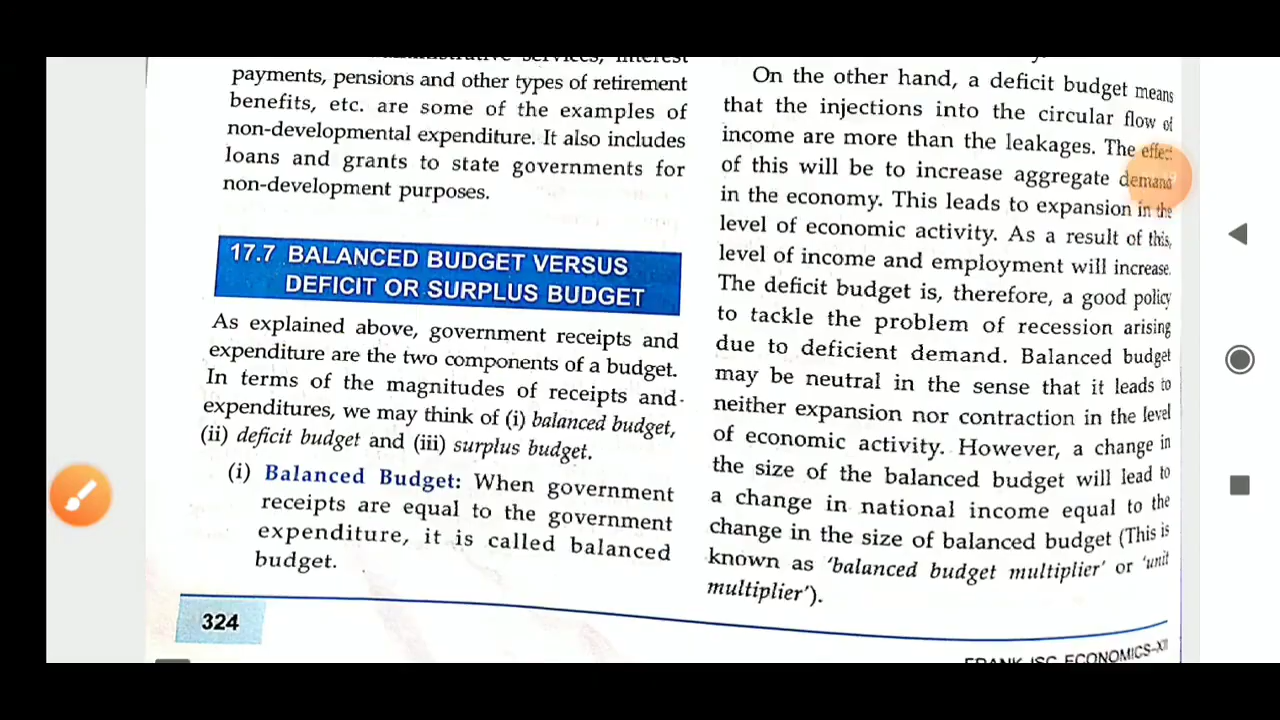 payments, pensions and other types of retirement
benefits, etc. are some of the examples of
non-developmental expenditure. It also includes
loans and grants to state governments for
non-development purposes.
17.7 BALANCED BUDGET VERSUS
DEFICIT OR SURPLUS BUDGET
As explained above, government receipts and
expenditure are the two components of a budget.
In terms of the magnitudes of receipts and
expenditures, we may think of (i) balanced budget,
(ii) deficit budget and (iii) surplus budget.
(i) Balanced Budget: When government
receipts are equal to the government
expenditure, it is called balanced
budget.
324
On the other hand, a deficit budget means
that the injections into the circular flow of
income are more than the leakages. The effec
of this will be to increase aggregate demand
in the economy. This leads to expansion in the
level of economic activity. As a result of this,
level of income and employment will increase.
The deficit budget is, therefore, a good policy
to tackle the problem of recession arising
due to deficient demand. Balanced budget
may be neutral in the sense that it leads to
neither expansion nor contraction in the level
of economic activity. However, a change in
the size of the balanced budget will lead to
a change in national income equal to the
change in the size of balanced budget (This is
known as 'balanced budget multiplier' or 'unit
multiplier').
FRANK ISC ECONOMICS-XII